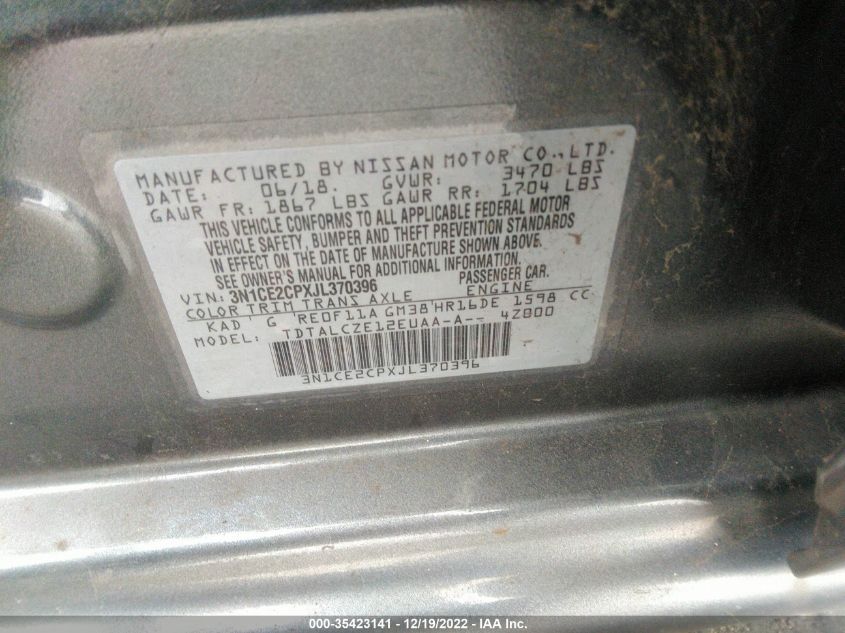 MANUFACTURED BY NISSAN MOTOR CO., LTD.
DATE: 06/18. GVWR: 3470 LBS
GAWR FR: 1867 LBS GAWR RR: 1704 LBS
THIS VEHICLE CONFORMS TO ALL APPLICABLE FEDERAL MOTOR
VEHICLE SAFETY, BUMPER AND THEFT PREVENTION STANDARDS
IN EFFECT ON THE DATE OF MANUFACTURE SHOWN ABOVE.
SEE OWNER'S MANUAL FOR ADDITIONAL INFORMATION.
VIN: 3N1CE2CPXJL370396 PASSENGER CAR.
COLOR TRIM TRANS AXLE ENGINE
KAD G RE0F11A GM38 HR16DE 1598 CC
MODEL: TDTALCZE12EUAA-A-- 4Z000
3N1CE2CPXJL370396
000-35423141 - 12/19/2022 - IAA Inc.